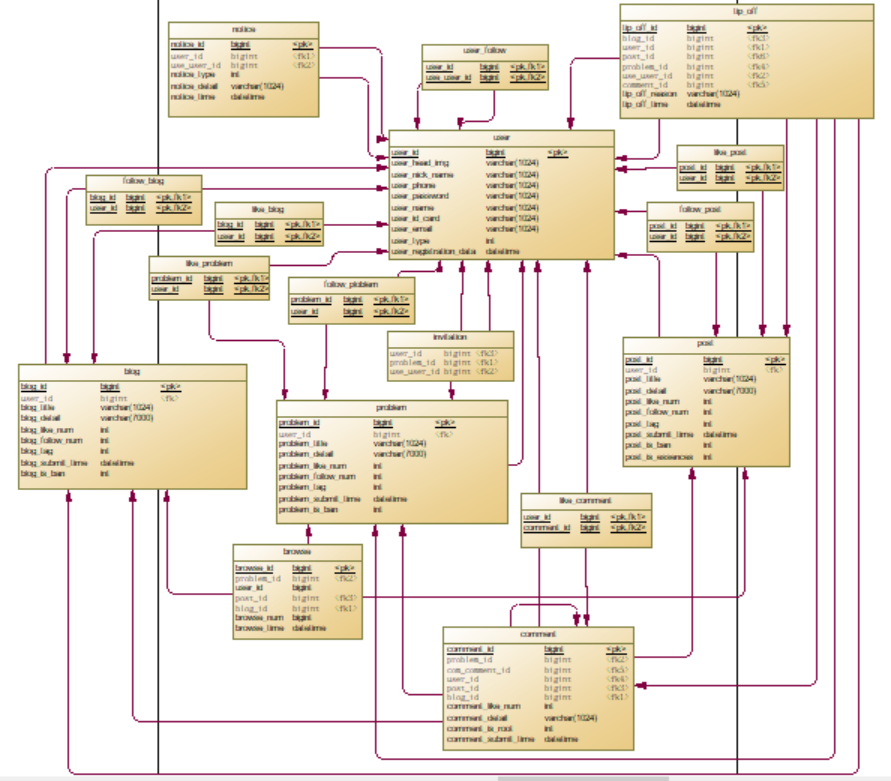 notice
notice_id bigint <pk>
user_id bigint <fk1>
use_user_id bigint <fk2>
notice_type int
notice_detail varchar(1024)
notice_time datetime
user_follow
user_id bigint <pk,fk1>
use_user_id bigint <pk,fk2>
tip_off
tip_off_id bigint <pk>
blog_id bigint <fk3>
user_id bigint <fk1>
post_id bigint <fk6>
problem_id bigint <fk4>
use_user_id bigint <fk2>
comment_id bigint <fk5>
tip_off_reason varchar(1024)
tip_off_time datetime
user
user_id bigint <pk>
user_head_img varchar(1024)
user_nick_name varchar(1024)
user_phone varchar(1024)
user_password varchar(1024)
user_name varchar(1024)
user_id_card varchar(1024)
user_email varchar(1024)
user_type int
user_registration_data datetime
like_post
post_id bigint <pk,fk1>
user_id bigint <pk,fk2>
follow_blog
blog_id bigint <pk,fk1>
user_id bigint <pk,fk2>
like_blog
blog_id bigint <pk,fk1>
user_id bigint <pk,fk2>
follow_post
post_id bigint <pk,fk1>
user_id bigint <pk,fk2>
like_problem
problem_id bigint <pk,fk1>
user_id bigint <pk,fk2>
follow_problem
problem_id bigint <pk,fk1>
user_id bigint <pk,fk2>
invitation
user_id bigint <fk3>
problem_id bigint <fk1>
use_user_id bigint <fk2>
post
post_id bigint <pk>
user_id bigint <fk>
post_title varchar(1024)
post_detail varchar(7000)
post_like_num int
post_follow_num int
post_tag int
post_submit_time datetime
post_is_ban int
post_is_essences int
blog
blog_id bigint <pk>
user_id bigint <fk>
blog_title varchar(1024)
blog_detail varchar(7000)
blog_like_num int
blog_follow_num int
blog_tag int
blog_submit_time datetime
blog_is_ban int
problem
problem_id bigint <pk>
user_id bigint <fk>
problem_title varchar(1024)
problem_detail varchar(7000)
problem_like_num int
problem_follow_num int
problem_tag int
problem_submit_time datetime
problem_is_ban int
like_comment
user_id bigint <pk,fk1>
comment_id bigint <pk,fk2>
browse
browse_id bigint <pk>
problem_id bigint <fk2>
user_id bigint
post_id bigint <fk3>
blog_id bigint <fk1>
browse_num bigint
browse_time datetime
comment
comment_id bigint <pk>
problem_id bigint <fk2>
com_comment_id bigint
user_id bigint <fk4>
post_id bigint <fk3>
blog_id bigint <fk1>
comment_like_num int
comment_detail varchar(1024)
comment_is_root int
comment_submit_time datetime